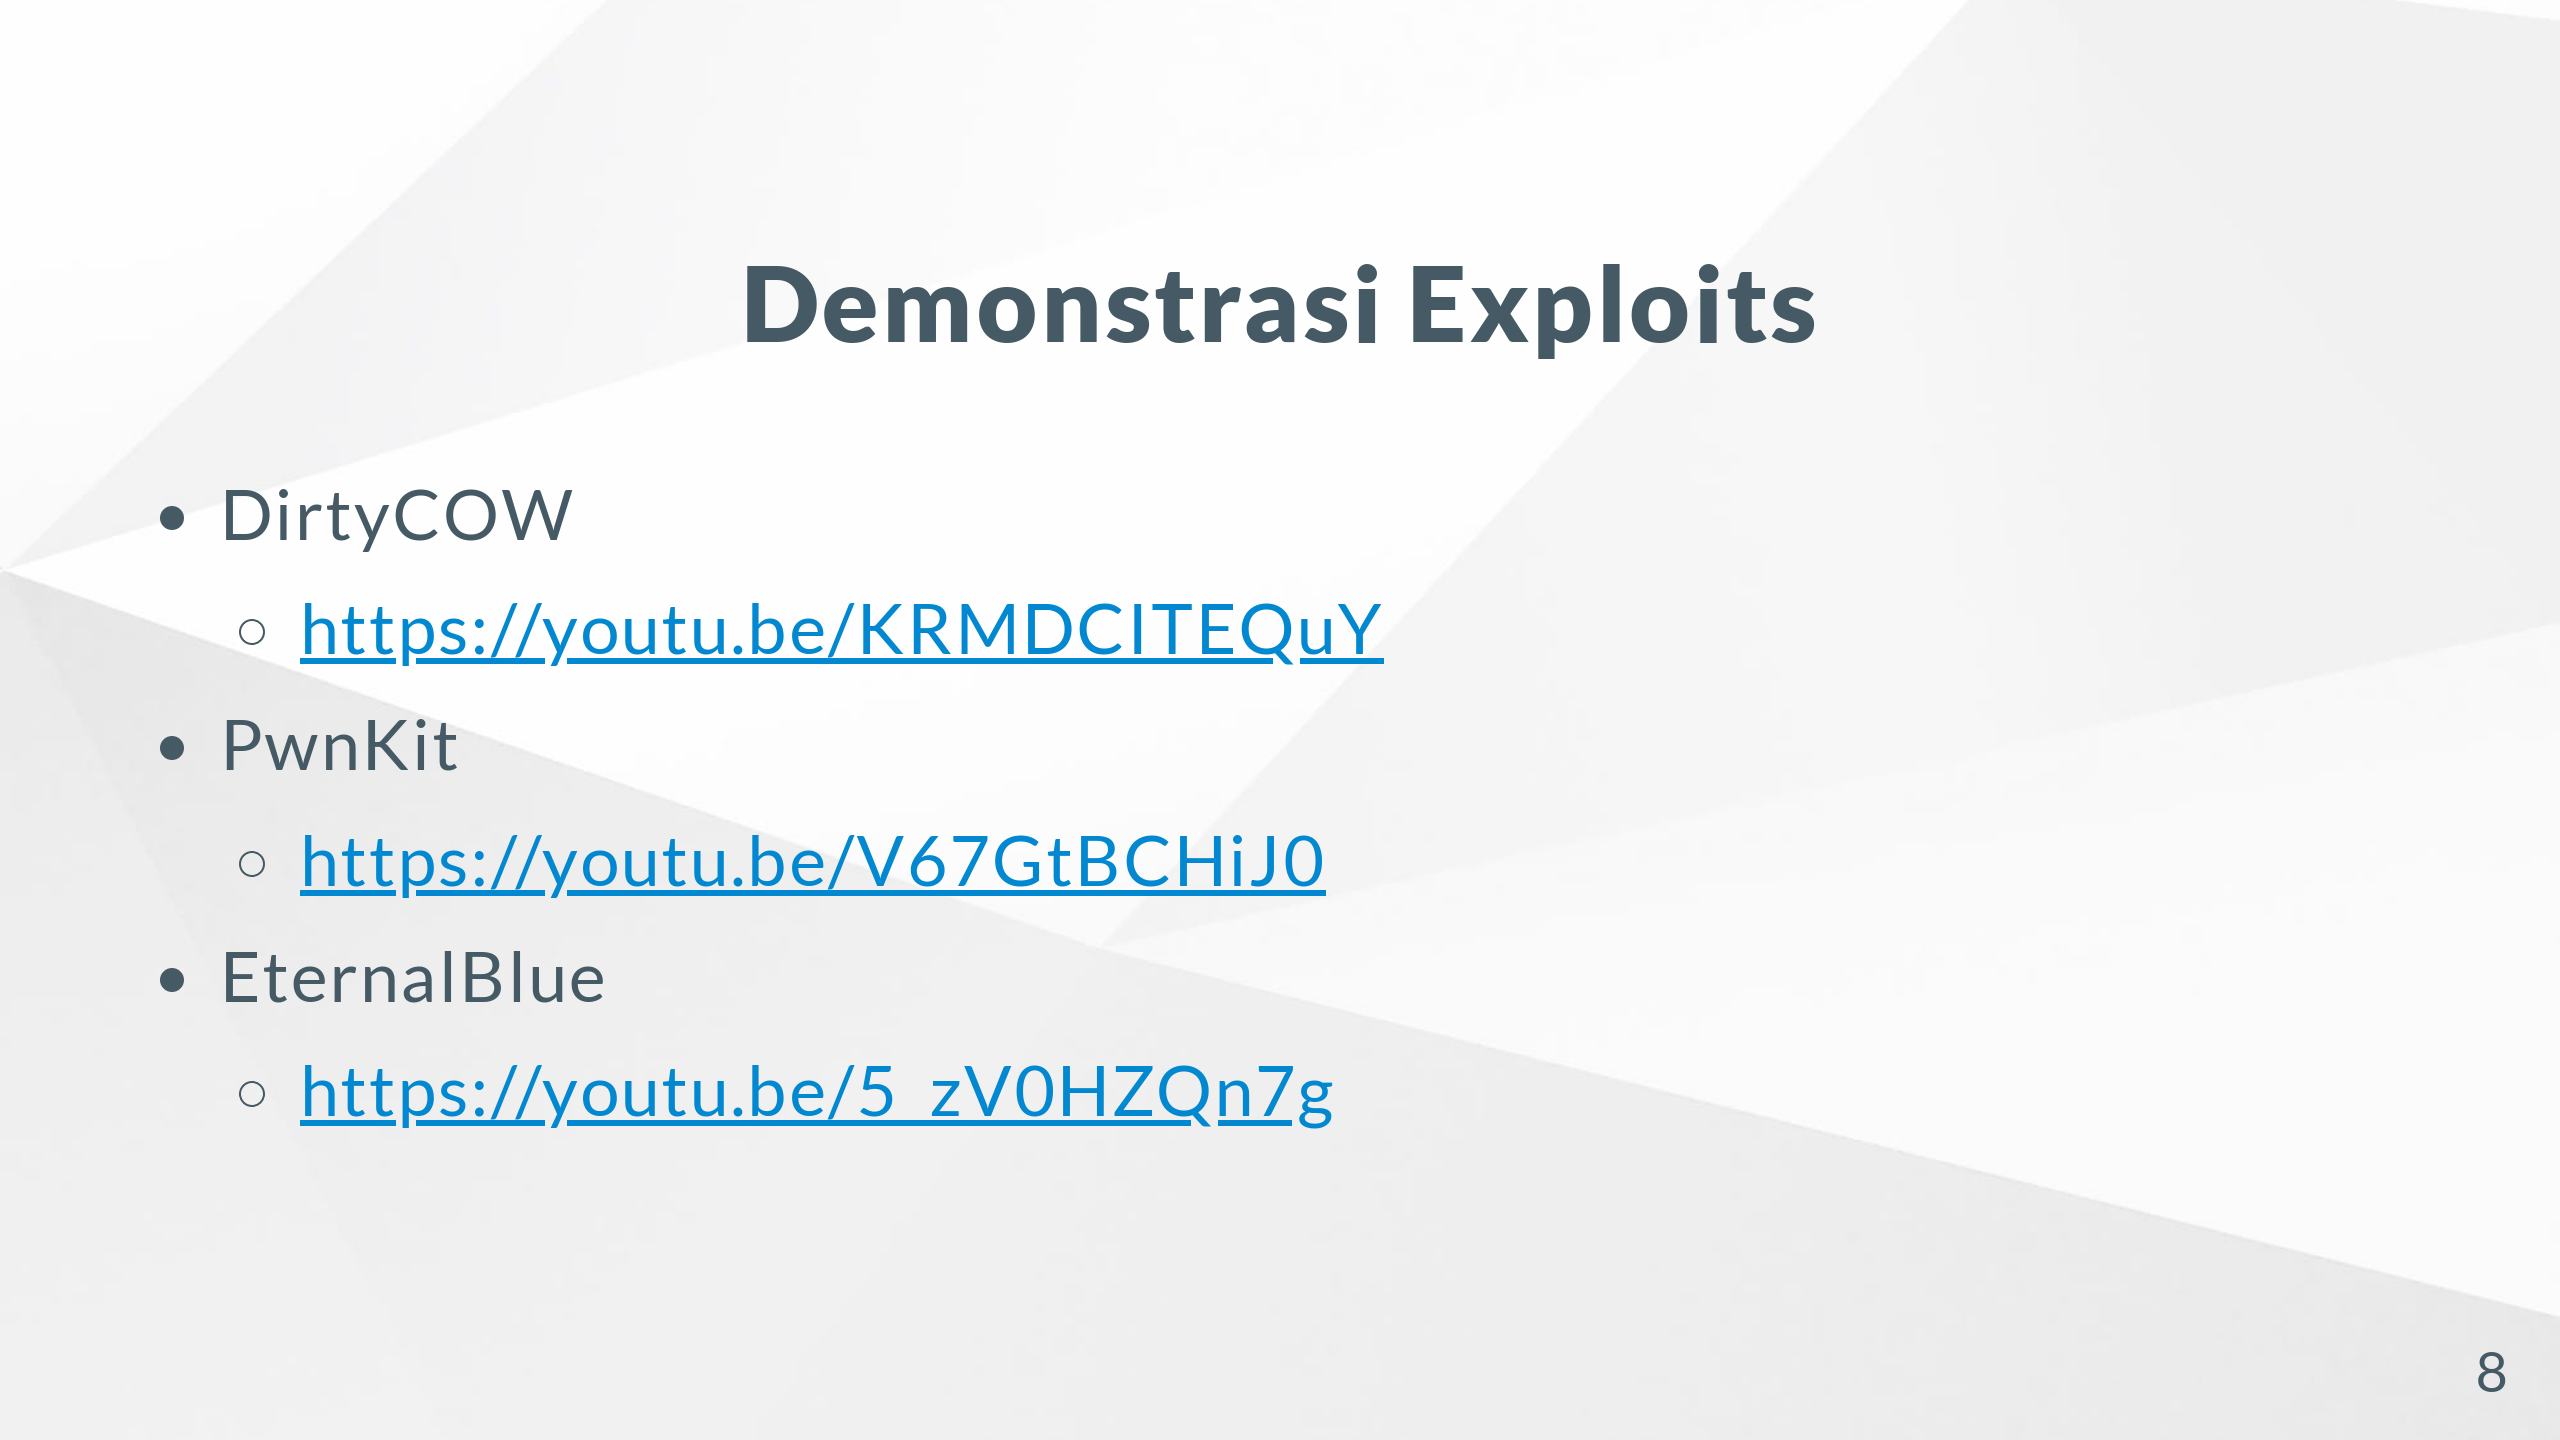 Demonstrasi Exploits
• DirtyCOW
○ https://youtu.be/KRMDCITEQuY
• PwnKit
○ https://youtu.be/V67GtBCHiJ0
• EternalBlue
○ https://youtu.be/5_zV0HZQn7g
8